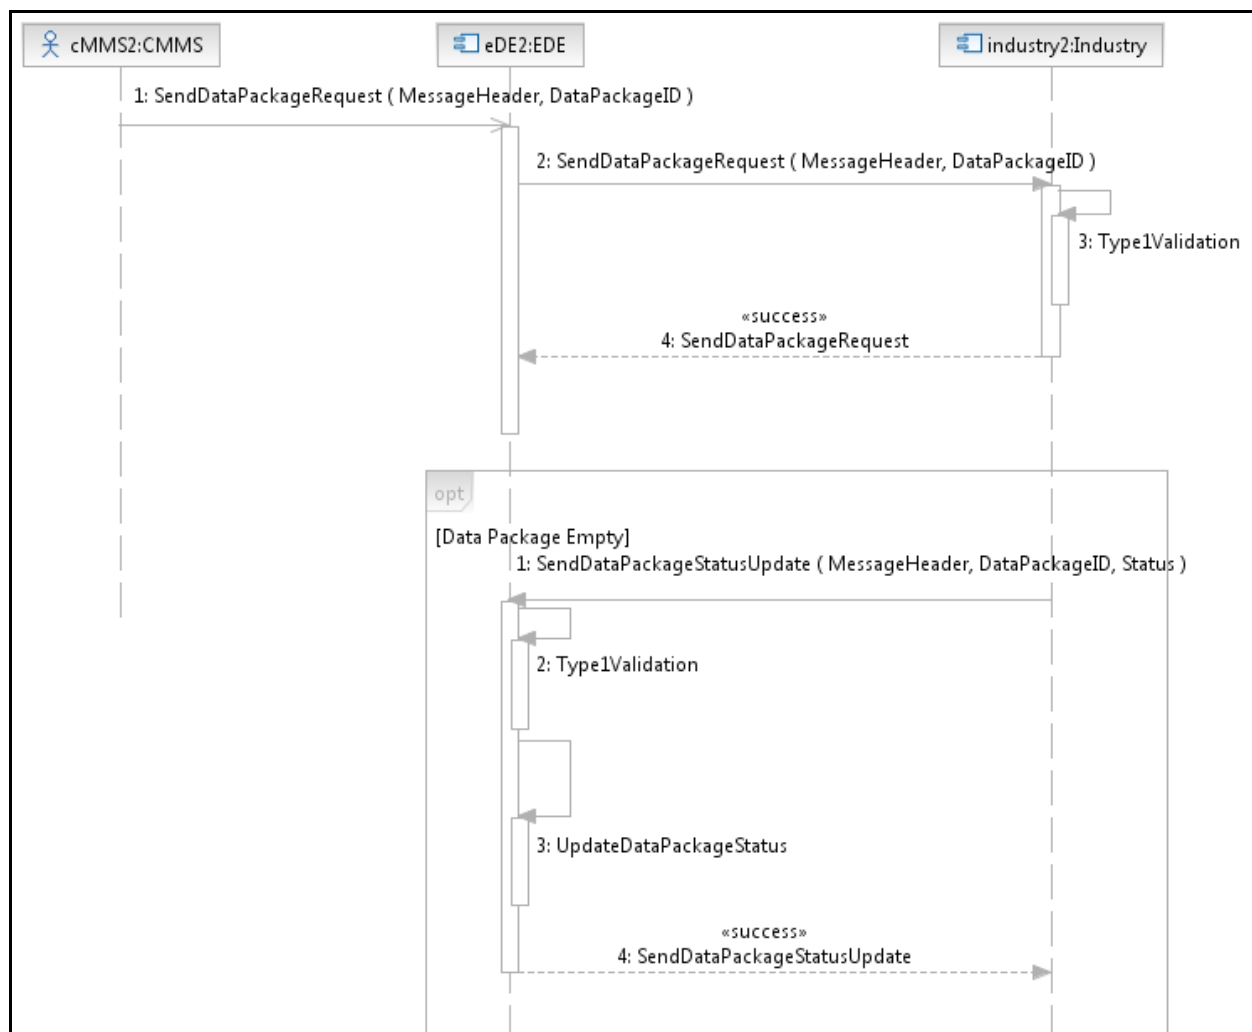 cMMS2:CMMS
eDE2:EDE
industry2:Industry
1: SendDataPackageRequest ( MessageHeader, DataPackageID )
2: SendDataPackageRequest ( MessageHeader, DataPackageID )
3: Type1Validation
«success»
4: SendDataPackageRequest
opt
[Data Package Empty]
1: SendDataPackageStatusUpdate ( MessageHeader, DataPackageID, Status )
2: Type1Validation
3: UpdateDataPackageStatus
«success»
4: SendDataPackageStatusUpdate